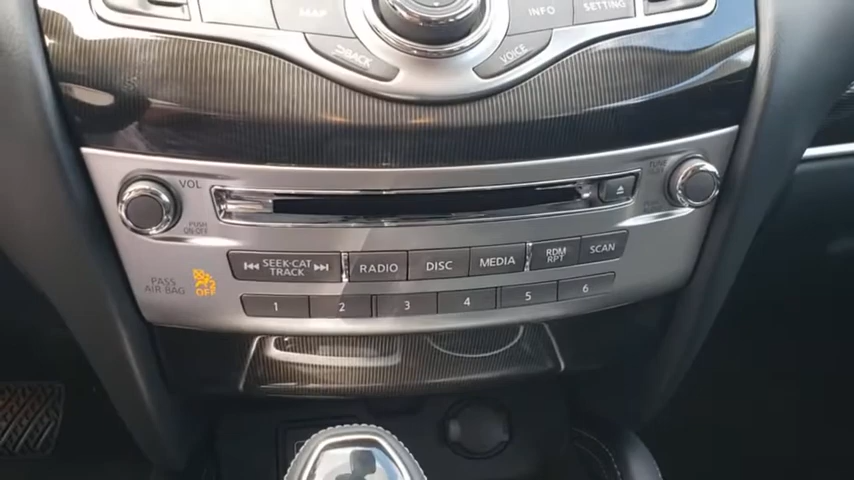 MAP
INFO
SETTING
BACK
VOICE
VOL
TUNE
PUSH
ON·OFF
SEEK·CAT
TRACK
RADIO
DISC
MEDIA
RDM
RPT
SCAN
PASS
AIR BAG
OFF
1 2 3 4 5 6